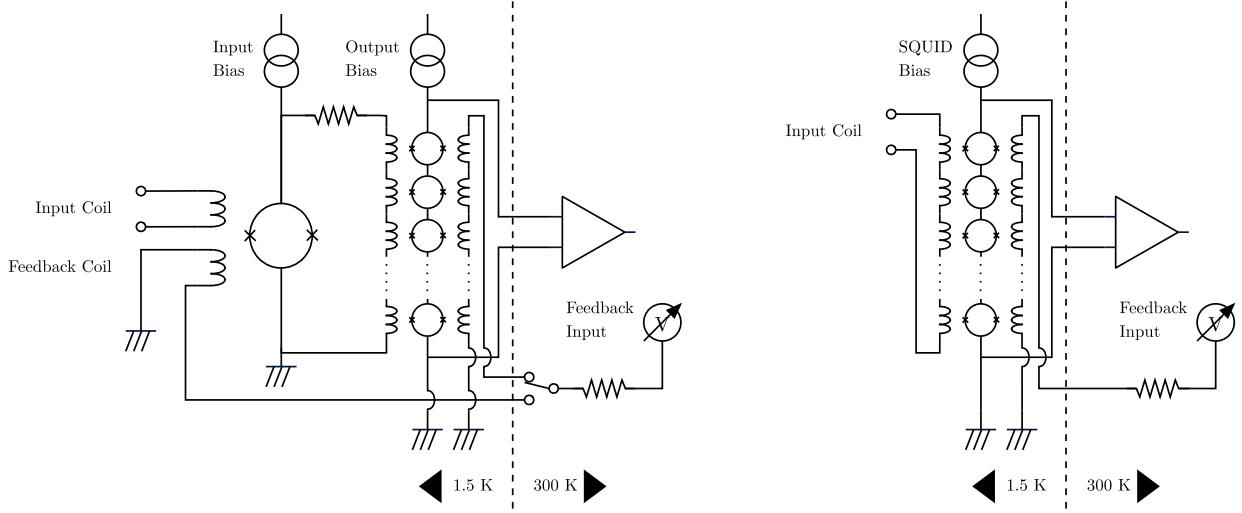 Input
Bias
Output
Bias
Input Coil
Feedback Coil
Feedback
Input
V
1.5 K
300 K
SQUID
Bias
Input Coil
Feedback
Input
V
1.5 K
300 K